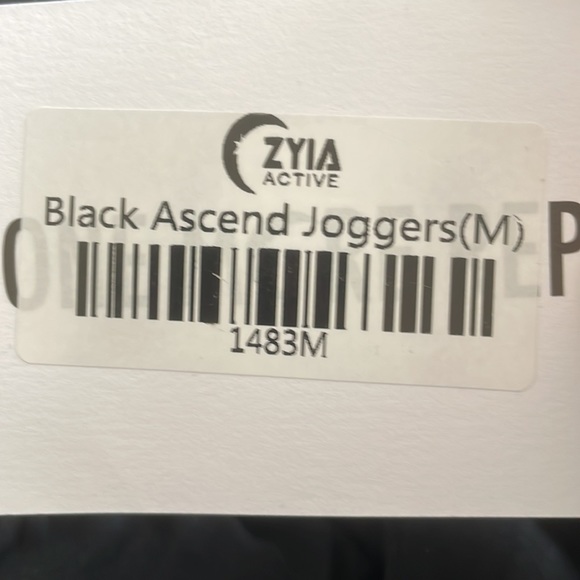 ZYIA
ACTIVE
Black Ascend Joggers(M)
1483M